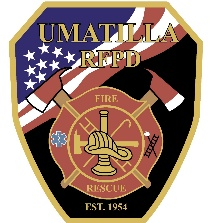 UMATILLA
RFPD
FIRE
RESCUE
EST. 1954